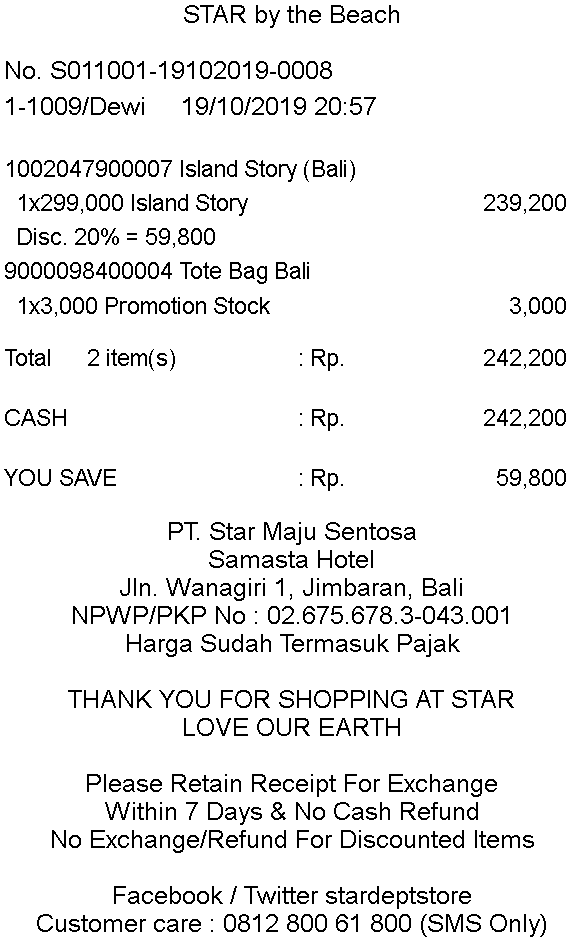 STAR by the Beach
No. S011001-19102019-0008
1-1009/Dewi 19/10/2019 20:57
1002047900007 Island Story (Bali)
1x299,000 Island Story 239,200
Disc. 20% = 59,800
9000098400004 Tote Bag Bali
1x3,000 Promotion Stock 3,000
Total 2 item(s) : Rp. 242,200
CASH : Rp. 242,200
YOU SAVE : Rp. 59,800
PT. Star Maju Sentosa
Samasta Hotel
Jln. Wanagiri 1, Jimbaran, Bali
NPWP/PKP No : 02.675.678.3-043.001
Harga Sudah Termasuk Pajak
THANK YOU FOR SHOPPING AT STAR
LOVE OUR EARTH
Please Retain Receipt For Exchange
Within 7 Days & No Cash Refund
No Exchange/Refund For Discounted Items
Facebook / Twitter stardeptstore
Customer care : 0812 800 61 800 (SMS Only)